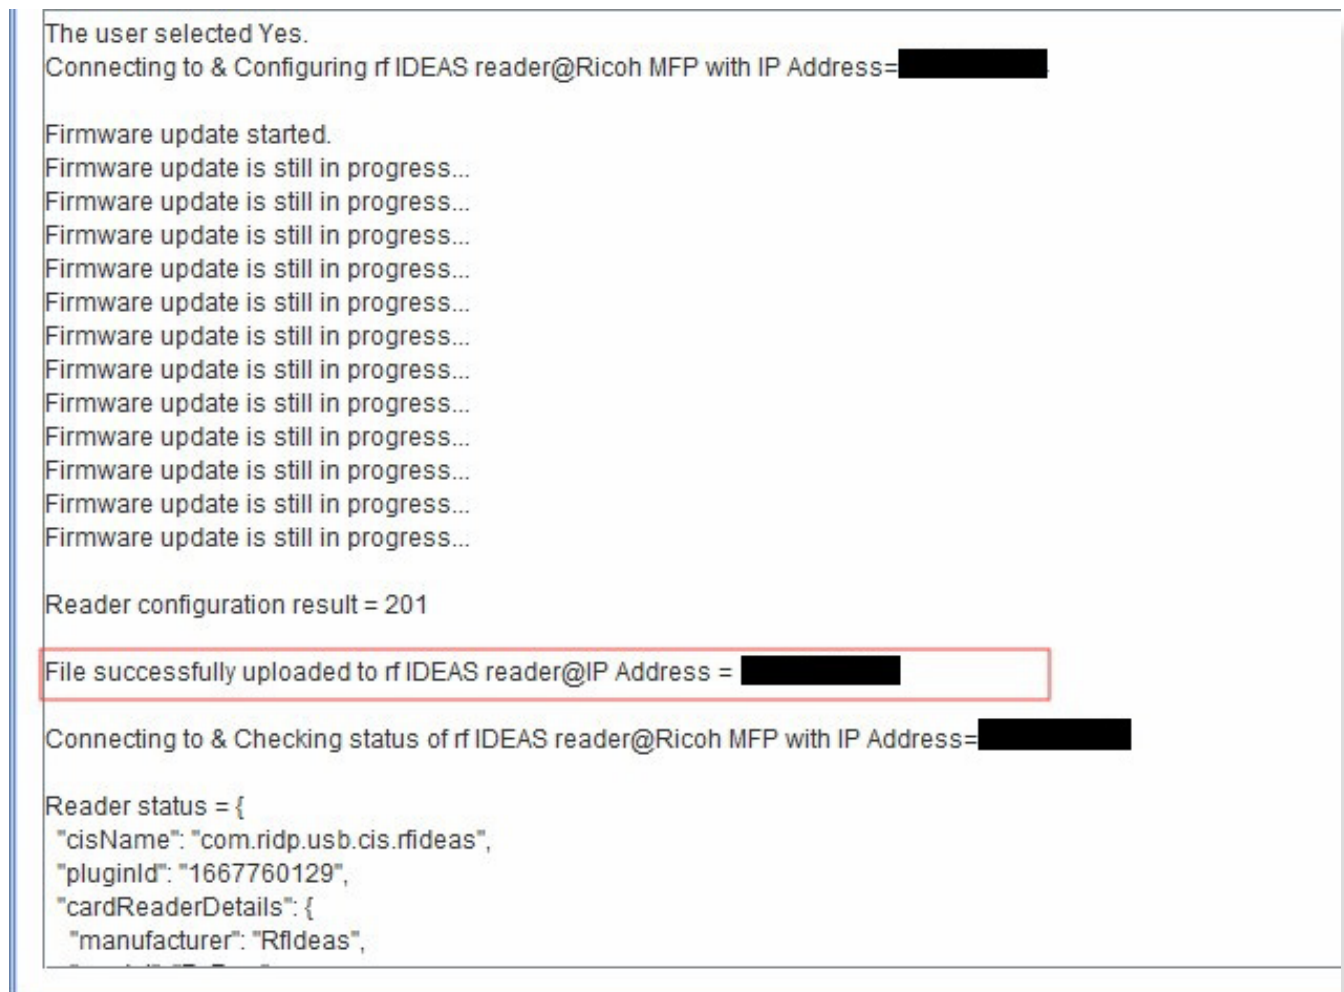 The user selected Yes.
Connecting to & Configuring rf IDEAS reader@Ricoh MFP with IP Address=
Firmware update started.
Firmware update is still in progress...
Firmware update is still in progress...
Firmware update is still in progress...
Firmware update is still in progress...
Firmware update is still in progress...
Firmware update is still in progress...
Firmware update is still in progress...
Firmware update is still in progress...
Firmware update is still in progress...
Firmware update is still in progress...
Firmware update is still in progress...
Firmware update is still in progress...
Reader configuration result = 201
File successfully uploaded to rf IDEAS reader@IP Address =
Connecting to & Checking status of rf IDEAS reader@Ricoh MFP with IP Address=
Reader status = {
"cisName": "com.ridp.usb.cis.rfideas",
"pluginId": "1667760129",
"cardReaderDetails": {
"manufacturer": "RfIdeas",